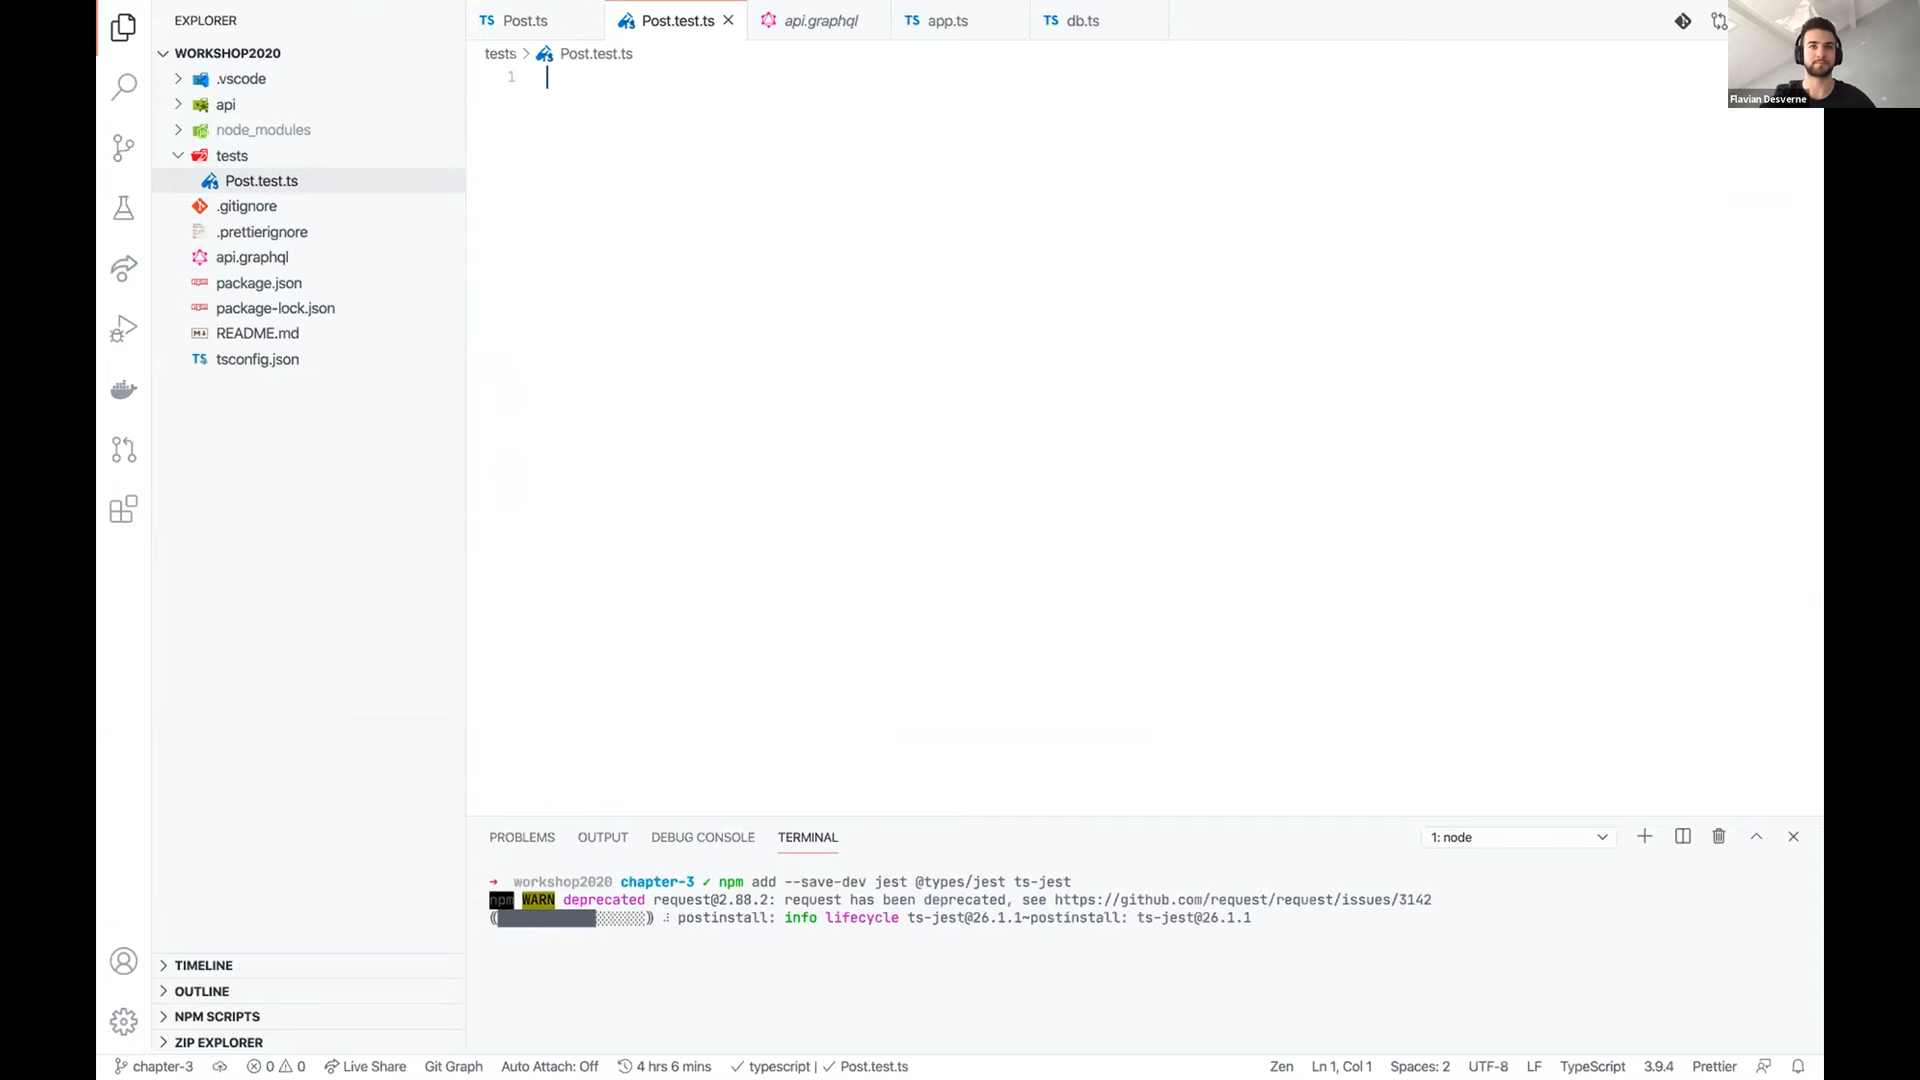 EXPLORER
WORKSHOP2020
.vscode
api
node_modules
tests
Post.test.ts
.gitignore
.prettierignore
api.graphql
package.json
package-lock.json
README.md
TS tsconfig.json
TIMELINE
OUTLINE
NPM SCRIPTS
ZIP EXPLORER
TS Post.ts
Post.test.ts
api.graphql
TS app.ts
TS db.ts
tests > Post.test.ts
1
Flavian Desverne
PROBLEMS OUTPUT DEBUG CONSOLE TERMINAL
1: node
→ workshop2020 chapter-3 ✓ npm add --save-dev jest @types/jest ts-jest
npm WARN deprecated request@2.88.2: request has been deprecated, see https://github.com/request/request/issues/3142
postinstall: info lifecycle ts-jest@26.1.1~postinstall: ts-jest@26.1.1
chapter-3 0 0 Live Share Git Graph Auto Attach: Off 4 hrs 6 mins ✓ typescript | ✓ Post.test.ts Zen Ln 1, Col 1 Spaces: 2 UTF-8 LF TypeScript 3.9.4 Prettier